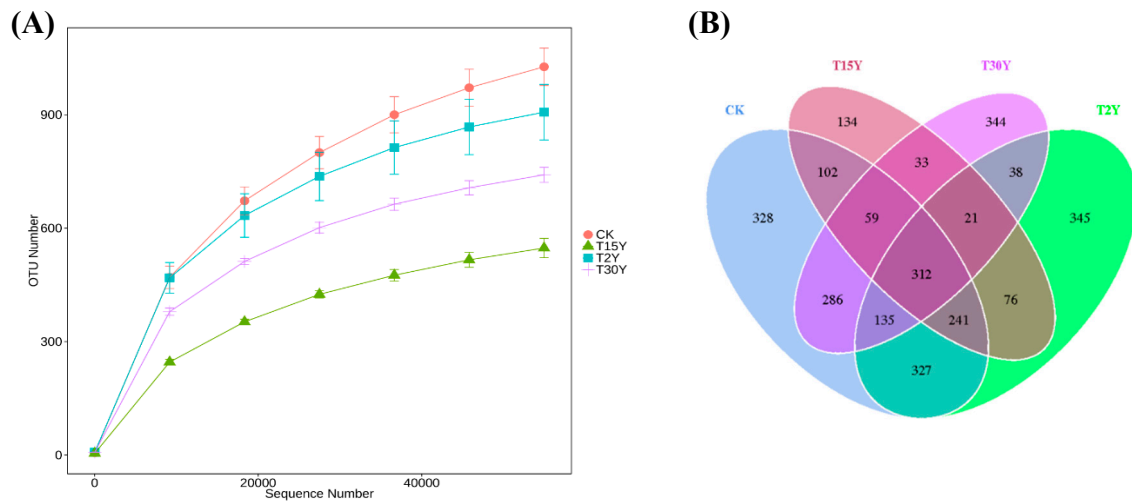 (A)
OTU Number
900
600
300
0
0
20000
40000
Sequence Number
CK
T15Y
T2Y
T30Y
(B)
T15Y
T30Y
CK
T2Y
134
344
102
33
38
328
59
21
345
312
286
76
135
241
327